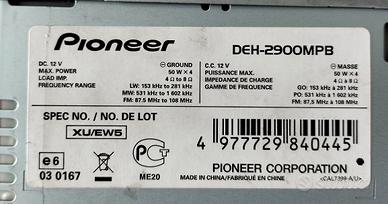 Pioneer
DEH-2900MPB
DC. 12 V ⊖ GROUND
MAX. POWER 50 W X 4
LOAD IMP. 4 Ω to 8 Ω
FREQUENCY RANGE LW: 153 kHz to 281 kHz
MW: 531 kHz to 1 602 kHz
FM: 87,5 MHz to 108 MHz
C.C. 12 V ⊖ MASSE
PUISSANCE MAX. 50 W X 4
IMPÉDANCE DE CHARGE 4 Ω à 8 Ω
GAMME DE FREQUENCE GO: 153 kHz à 281 kHz
PO: 531 kHz à 1 602 kHz
FM: 87,5 MHz à 108 MHz
SPEC NO. / NO. DE LOT
XU/EW5
4 977729 840445
e6
03 0167
ME20
PIONEER CORPORATION
MADE IN CHINA/FABRIQUÉ EN CHINE
<CAL7399-A/U>